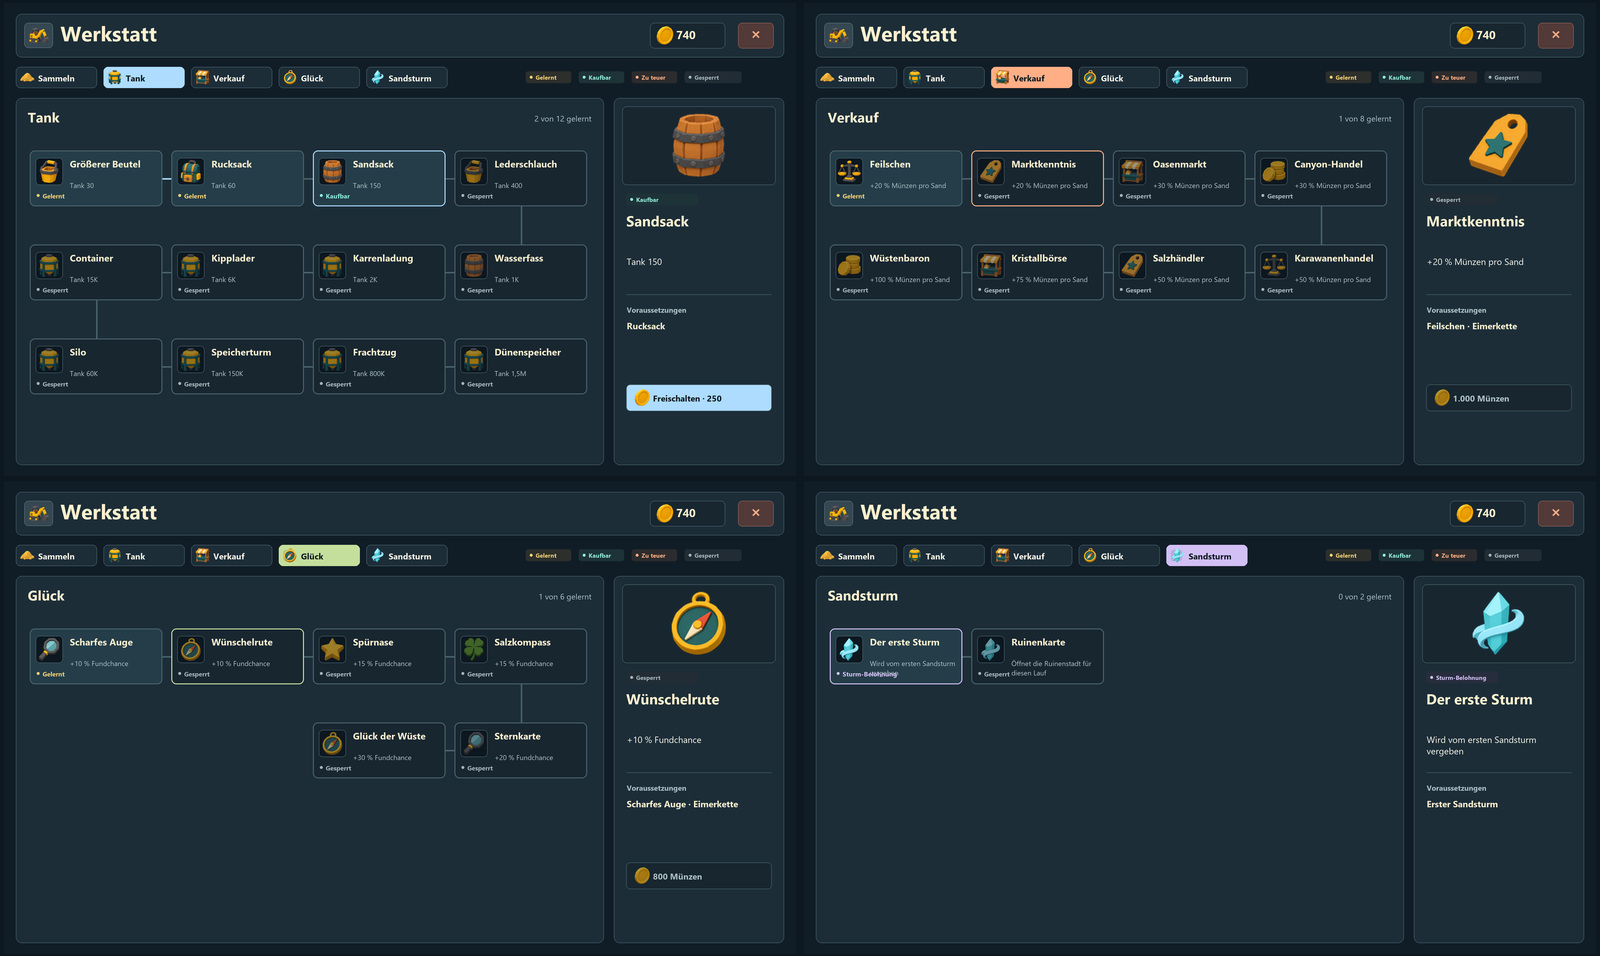 Werkstatt
740
×
Sammeln
Tank
Verkauf
Glück
Sandsturm
Gelernt
Kaufbar
Zu teuer
Gesperrt
Tank
2 von 12 gelernt
Größerer Beutel
Tank 30
Gelernt
Rucksack
Tank 60
Gelernt
Sandsack
Tank 150
Kaufbar
Lederschlauch
Tank 400
Gesperrt
Container
Tank 15K
Gesperrt
Kipplader
Tank 6K
Gesperrt
Karrenladung
Tank 2K
Gesperrt
Wasserfass
Tank 1K
Gesperrt
Silo
Tank 60K
Gesperrt
Speicherturm
Tank 150K
Gesperrt
Frachtzug
Tank 800K
Gesperrt
Dünenspeicher
Tank 1,5M
Gesperrt
Kaufbar
Sandsack
Tank 150
Voraussetzungen
Rucksack
Freischalten · 250
Werkstatt
740
×
Sammeln
Tank
Verkauf
Glück
Sandsturm
Gelernt
Kaufbar
Zu teuer
Gesperrt
Verkauf
1 von 8 gelernt
Feilschen
+20 % Münzen pro Sand
Gelernt
Marktkenntnis
+20 % Münzen pro Sand
Gesperrt
Oasenmarkt
+30 % Münzen pro Sand
Gesperrt
Canyon-Handel
+30 % Münzen pro Sand
Gesperrt
Wüstenbaron
+100 % Münzen pro Sand
Gesperrt
Kristallbörse
+75 % Münzen pro Sand
Gesperrt
Salzhändler
+50 % Münzen pro Sand
Gesperrt
Karawanenhandel
+50 % Münzen pro Sand
Gesperrt
Gesperrt
Marktkenntnis
+20 % Münzen pro Sand
Voraussetzungen
Feilschen · Eimerkette
1.000 Münzen
Werkstatt
740
×
Sammeln
Tank
Verkauf
Glück
Sandsturm
Gelernt
Kaufbar
Zu teuer
Gesperrt
Glück
1 von 6 gelernt
Scharfes Auge
+10 % Fundchance
Gelernt
Wünschelrute
+10 % Fundchance
Gesperrt
Spürnase
+15 % Fundchance
Gesperrt
Salzkompass
+15 % Fundchance
Gesperrt
Glück der Wüste
+30 % Fundchance
Gesperrt
Sternkarte
+20 % Fundchance
Gesperrt
Gesperrt
Wünschelrute
+10 % Fundchance
Voraussetzungen
Scharfes Auge · Eimerkette
800 Münzen
Werkstatt
740
×
Sammeln
Tank
Verkauf
Glück
Sandsturm
Gelernt
Kaufbar
Zu teuer
Gesperrt
Sandsturm
0 von 2 gelernt
Der erste Sturm
Wird vom ersten Sandsturm
Sturm-Belohnung
Ruinenkarte
Öffnet die Ruinenstadt für
diesen Lauf
Gesperrt
Sturm-Belohnung
Der erste Sturm
Wird vom ersten Sandsturm
vergeben
Voraussetzungen
Erster Sandsturm